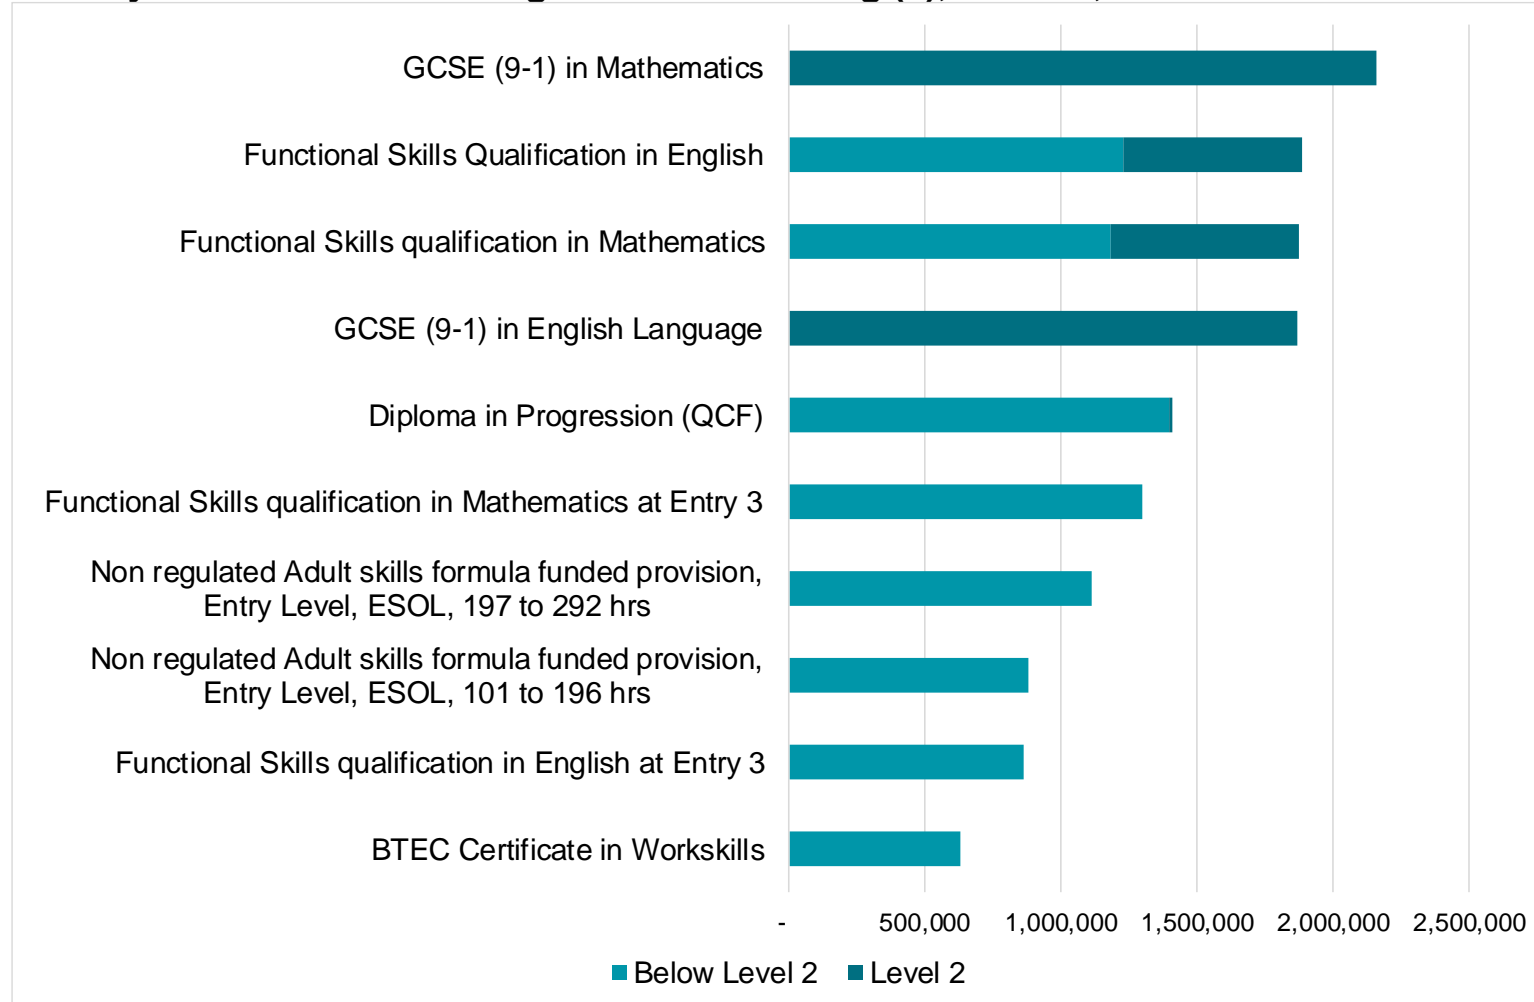 GCSE (9-1) in Mathematics
Functional Skills Qualification in English
Functional Skills qualification in Mathematics
GCSE (9-1) in English Language
Diploma in Progression (QCF)
Functional Skills qualification in Mathematics at Entry 3
Non regulated Adult skills formula funded provision,
Entry Level, ESOL, 197 to 292 hrs
Non regulated Adult skills formula funded provision,
Entry Level, ESOL, 101 to 196 hrs
Functional Skills qualification in English at Entry 3
BTEC Certificate in Workskills
- 500,000 1,000,000 1,500,000 2,000,000 2,500,000
Below Level 2 Level 2